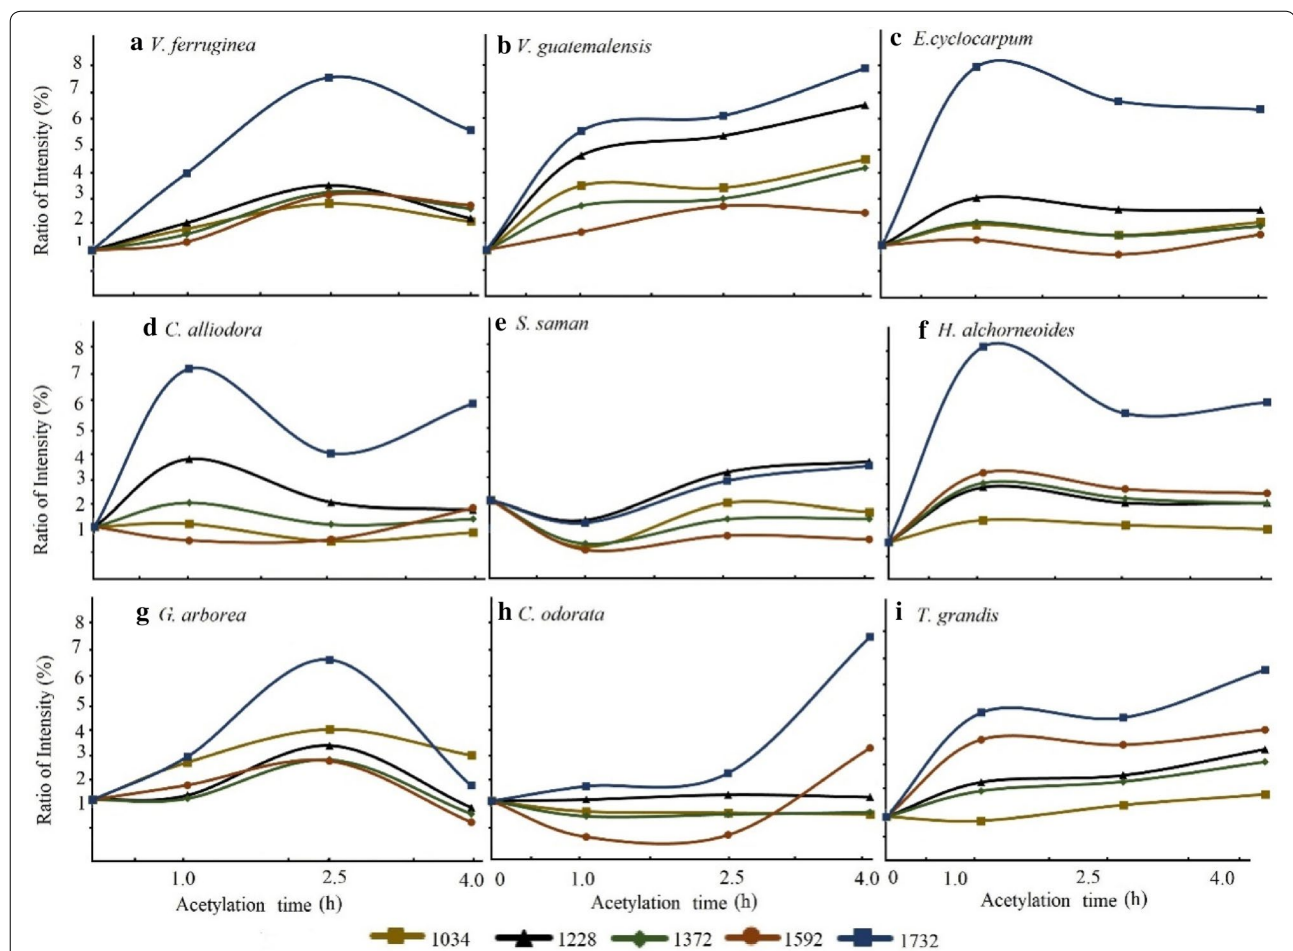 a V. ferruginea
b V. guatemalensis
c E.cyclocarpum
Ratio of Intensity (%)
8
7
6
5
4
3
2
1
d C. alliodora
e S. saman
f H. alchorneoides
Ratio of Intensity (%)
8
7
6
5
4
3
2
1
g G. arborea
h C. odorata
i T. grandis
Ratio of Intensity (%)
8
7
6
5
4
3
2
1
1.0 2.5 4.0 0 1.0 2.5 4.0 0 1.0 4.0
Acetylation time (h) Acetylation time (h) Acetylation time (h)
1034 1228 1372 1592 1732